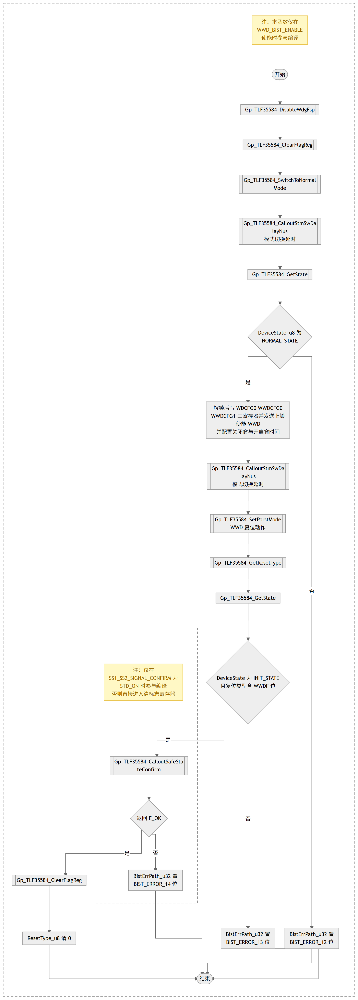 注：本函数仅在
WWD_BIST_ENABLE
使能时参与编译
开始
Gp_TLF35584_DisableWdgFsp
Gp_TLF35584_ClearFlagReg
Gp_TLF35584_SwitchToNormal
Mode
Gp_TLF35584_CalloutStmSwDa
layNus
模式切换延时
Gp_TLF35584_GetState
DeviceState_u8 为
NORMAL_STATE
是
解锁后写 WDCFG0 WWDCFG0
WWDCFG1 三寄存器并发送上锁
使能 WWD
并配置关闭窗与开启窗时间
Gp_TLF35584_CalloutStmSwDa
layNus
模式切换延时
Gp_TLF35584_SetPorstMode
WWD 复位动作
Gp_TLF35584_GetResetType
否
Gp_TLF35584_GetState
注：仅在
SS1_SS2_SIGNAL_CONFIRM 为
STD_ON 时参与编译
否则直接进入清标志寄存器
DeviceState 为 INIT_STATE
且复位类型含 WWDF 位
是
Gp_TLF35584_CalloutSafeSta
teConfirm
返回 E_OK
否
是
否
Gp_TLF35584_ClearFlagReg
BistErrPath_u32 置
BIST_ERROR_14 位
ResetType_u8 清 0
BistErrPath_u32 置
BIST_ERROR_13 位
BistErrPath_u32 置
BIST_ERROR_12 位
结束